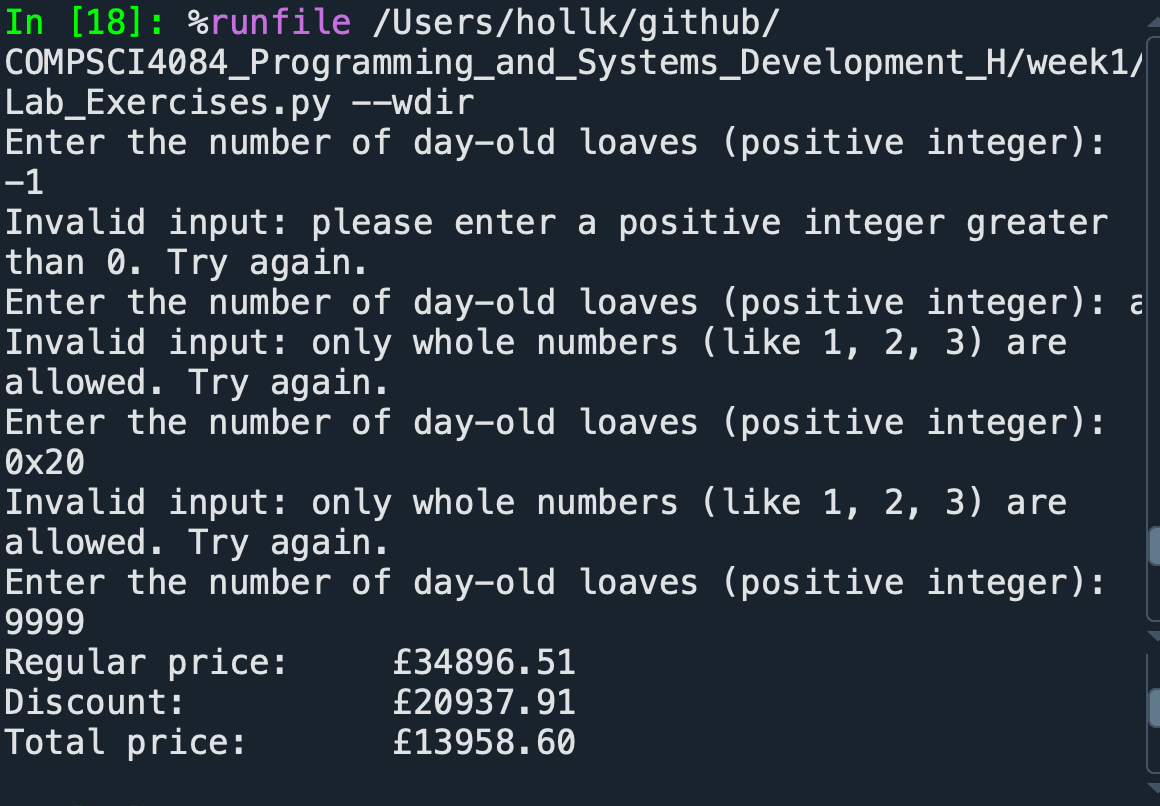 In [18]: %runfile /Users/hollk/github/
COMPSCI4084_Programming_and_Systems_Development_H/week1/
Lab_Exercises.py --wdir
Enter the number of day-old loaves (positive integer):
-1
Invalid input: please enter a positive integer greater
than 0. Try again.
Enter the number of day-old loaves (positive integer): a
Invalid input: only whole numbers (like 1, 2, 3) are
allowed. Try again.
Enter the number of day-old loaves (positive integer):
0x20
Invalid input: only whole numbers (like 1, 2, 3) are
allowed. Try again.
Enter the number of day-old loaves (positive integer):
9999
Regular price:     £34896.51
Discount:          £20937.91
Total price:       £13958.60